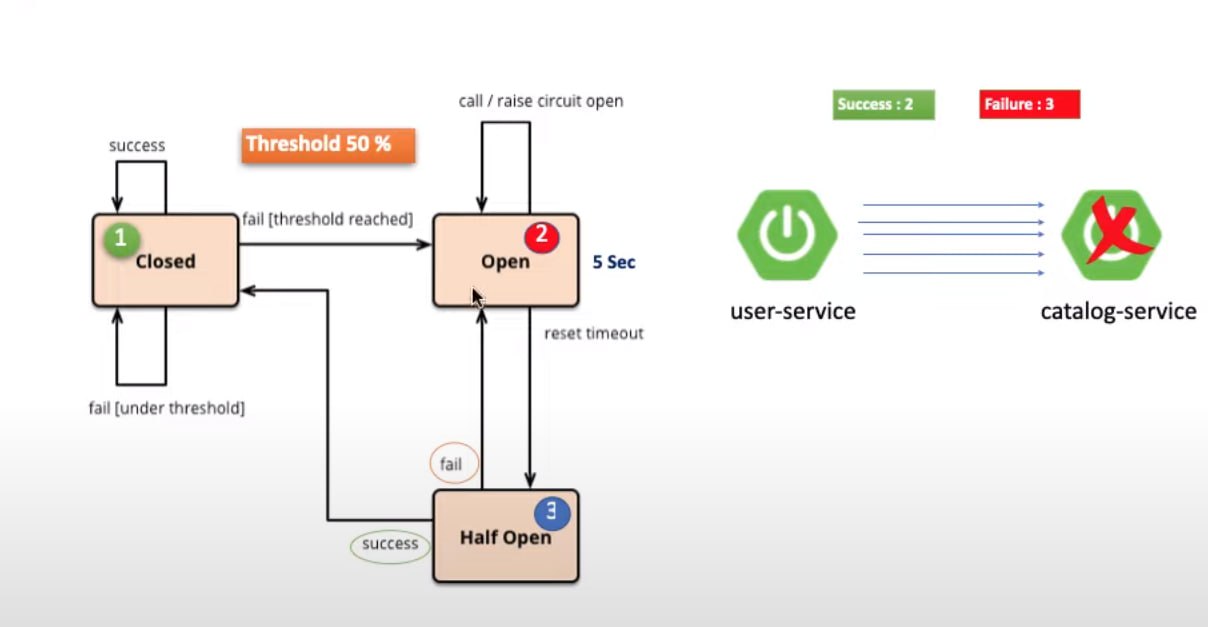 call / raise circuit open
Success : 2
Failure : 3
success
Threshold 50 %
fail [threshold reached]
1
Closed
2
Open
5 Sec
user-service
catalog-service
reset timeout
fail [under threshold]
fail
3
Half Open
success